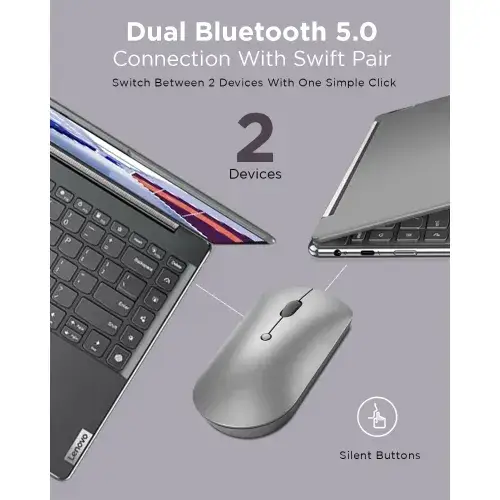 Dual Bluetooth 5.0
Connection With Swift Pair
Switch Between 2 Devices With One Simple Click
2
Devices
Lenovo
Silent Buttons